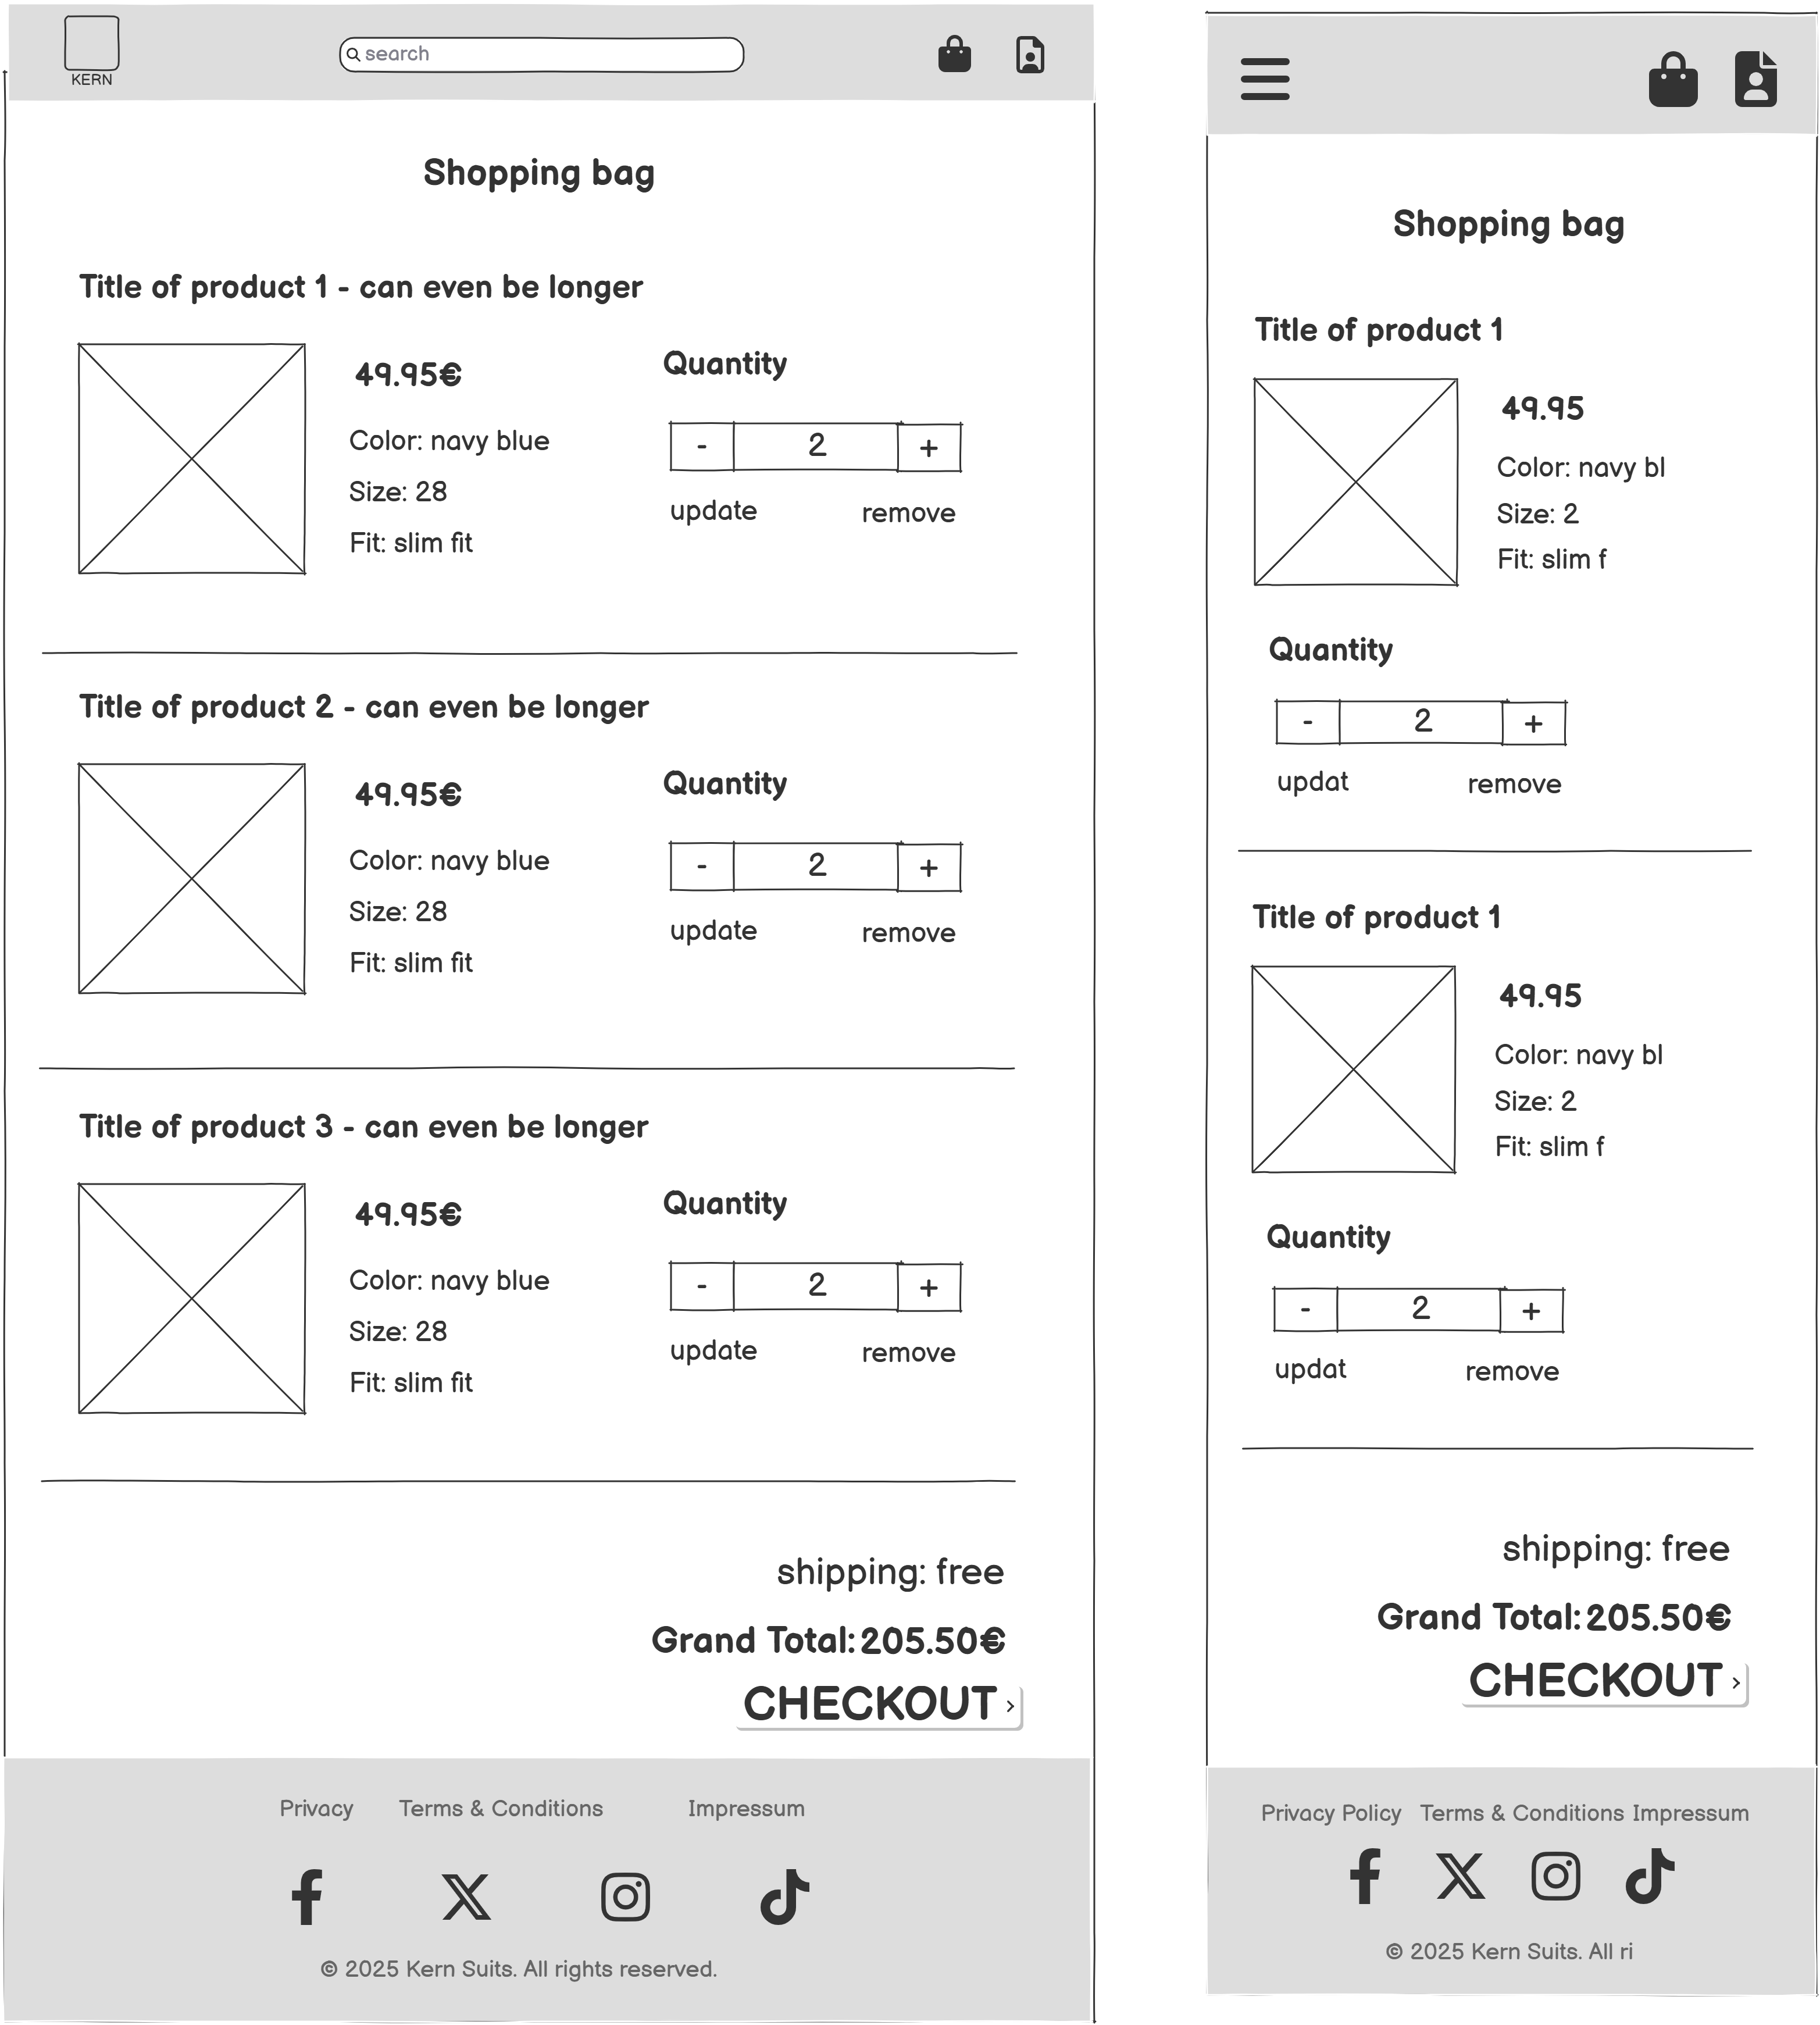 search
KERN
Shopping bag
Title of product 1 - can even be longer
49.95€
Quantity
Color: navy blue
- 2 +
Size: 28
update remove
Fit: slim fit
Title of product 2 - can even be longer
49.95€
Quantity
Color: navy blue
- 2 +
Size: 28
update remove
Fit: slim fit
Title of product 3 - can even be longer
49.95€
Quantity
Color: navy blue
- 2 +
Size: 28
update remove
Fit: slim fit
shipping: free
Grand Total: 205.50€
CHECKOUT >
Privacy Terms & Conditions Impressum
© 2025 Kern Suits. All rights reserved.
Shopping bag
Title of product 1
49.95
Color: navy bl
Size: 2
Fit: slim f
Quantity
- 2 +
updat remove
Title of product 1
49.95
Color: navy bl
Size: 2
Fit: slim f
Quantity
- 2 +
updat remove
shipping: free
Grand Total: 205.50€
CHECKOUT >
Privacy Policy Terms & Conditions Impressum
© 2025 Kern Suits. All ri